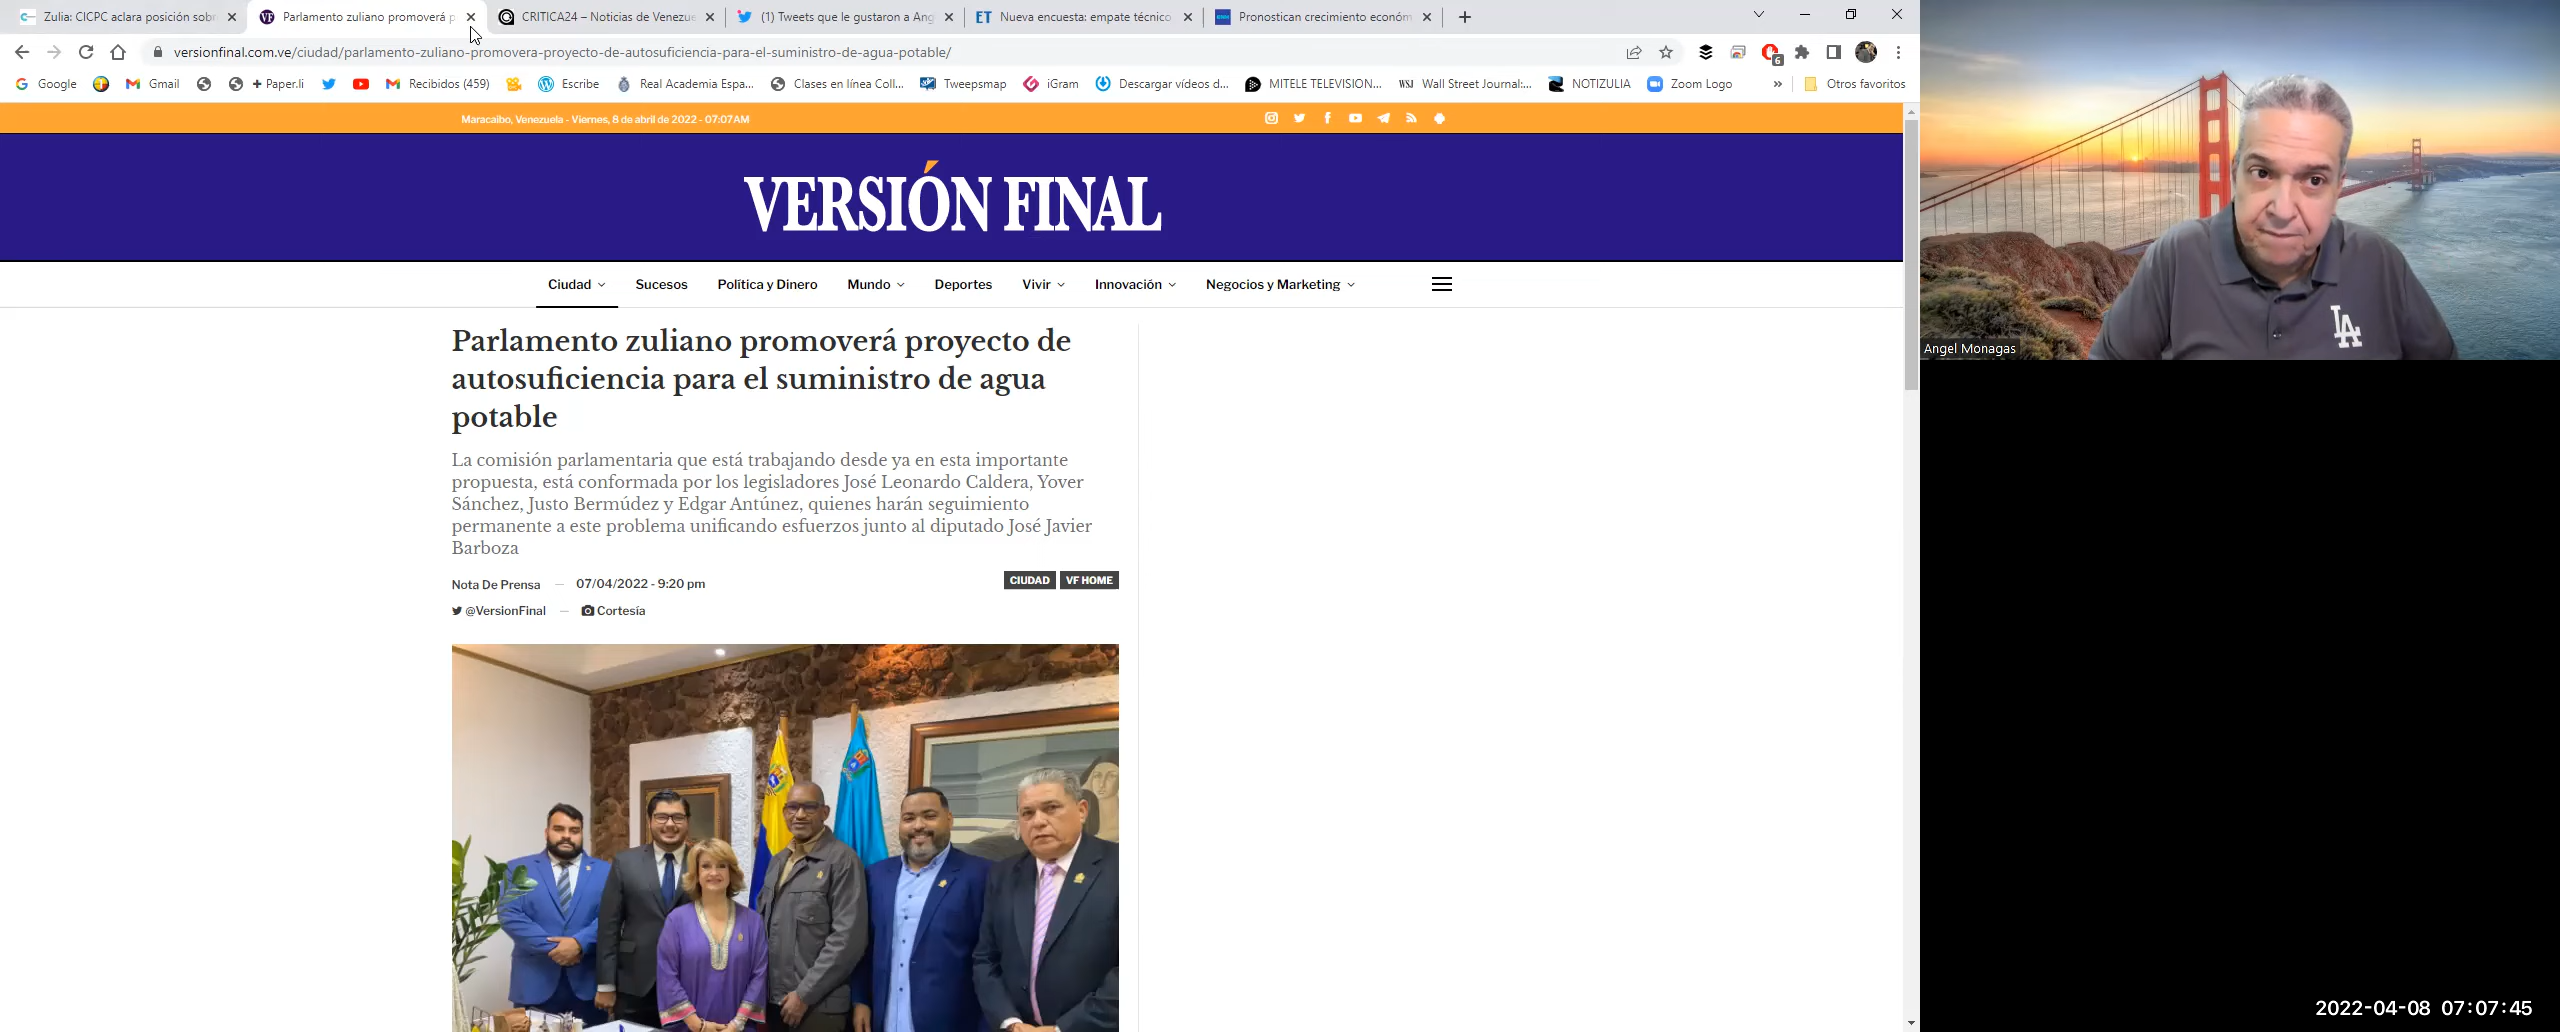 Zulia: CICPC aclara posición sob
Parlamento zuliano promoverá p
CRITICA24 – Noticias de Venezue
(1) Tweets que le gustaron a Ang
ET Nueva encuesta: empate técnico
Pronostican crecimiento económ
versionfinal.com.ve/ciudad/parlamento-zuliano-promovera-proyecto-de-autosuficiencia-para-el-suministro-de-agua-potable/
6
Google
Gmail
+ Paper.li
Recibidos (459)
Escribe
Real Academia Espa...
Clases en línea Coll...
Tweepsmap
iGram
Descargar vídeos d...
MITELE TELEVISION...
WSJ Wall Street Journal:...
NOTIZULIA
Zoom Logo
»
Otros favoritos
Maracaibo, Venezuela - Viernes, 8 de abril de 2022 - 07:07AM
VERSIÓN FINAL
Ciudad Sucesos Política y Dinero Mundo Deportes Vivir Innovación Negocios y Marketing
Parlamento zuliano promoverá proyecto de
autosuficiencia para el suministro de agua
potable
La comisión parlamentaria que está trabajando desde ya en esta importante
propuesta, está conformada por los legisladores José Leonardo Caldera, Yover
Sánchez, Justo Bermúdez y Edgar Antúnez, quienes harán seguimiento
permanente a este problema unificando esfuerzos junto al diputado José Javier
Barboza
Nota De Prensa — 07/04/2022 - 9:20 pm
CIUDAD VF HOME
@VersionFinal — Cortesía
LA
Angel Monagas
2022-04-08 07:07:45